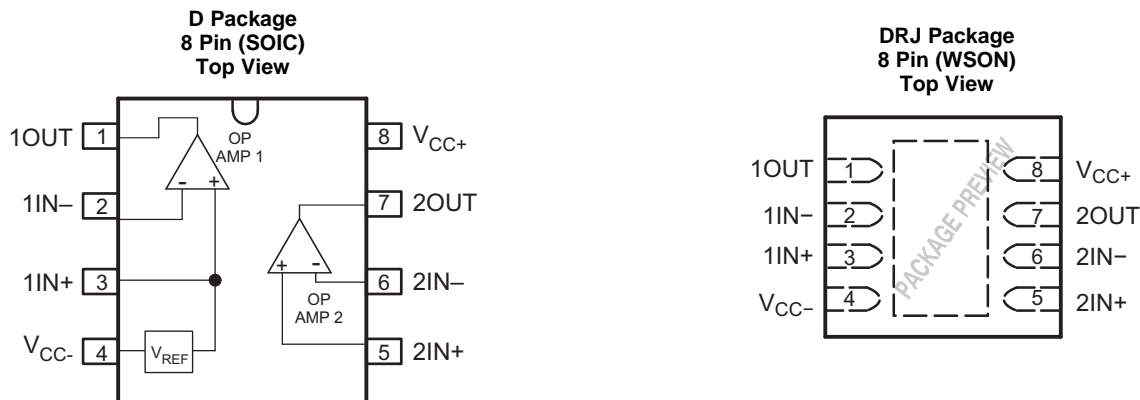 D Package
8 Pin (SOIC)
Top View
1OUT 1
OP
AMP 1
8 VCC+
- +
1IN– 2
7 2OUT
1IN+ 3
+ -
6 2IN–
OP
AMP 2
VCC- 4
VREF
5 2IN+
DRJ Package
8 Pin (WSON)
Top View
1OUT 1
8 VCC+
1IN− 2
7 2OUT
1IN+ 3
6 2IN−
VCC− 4
5 2IN+
PACKAGE PREVIEW